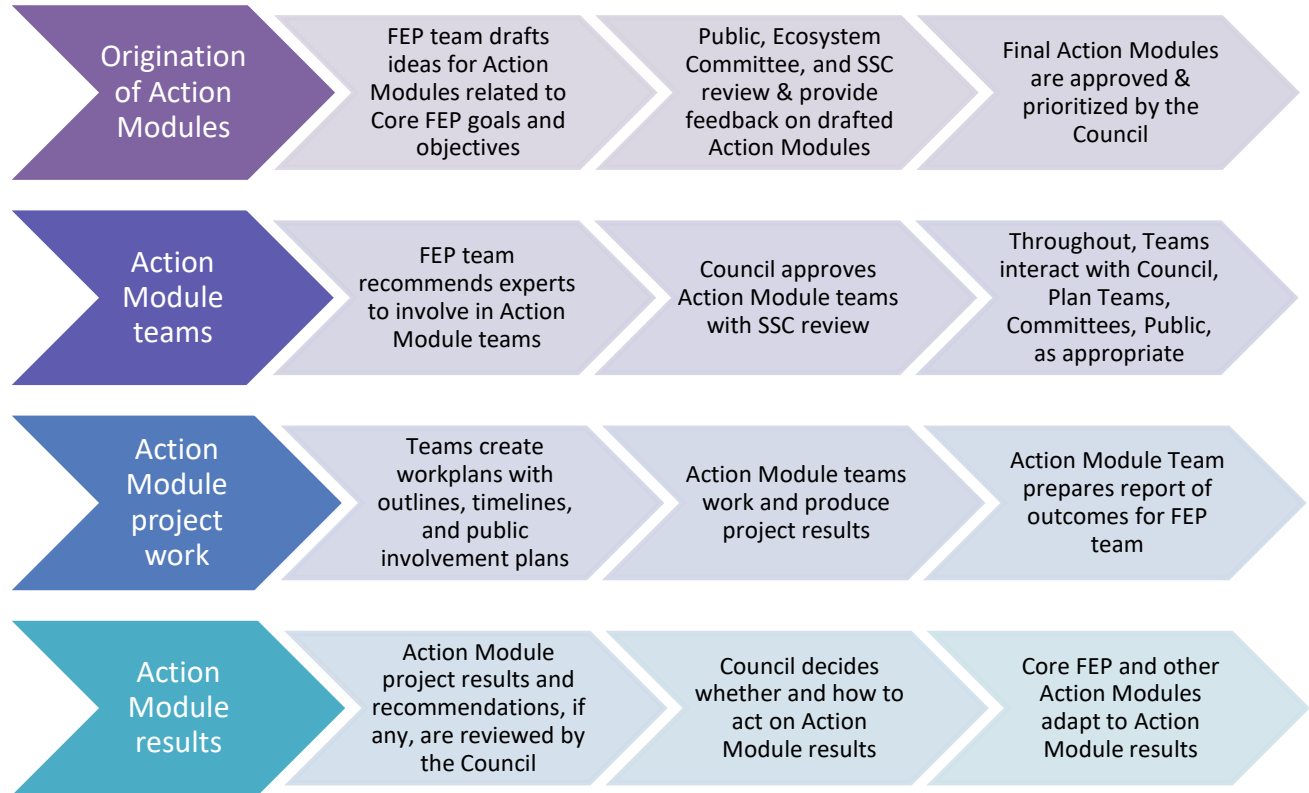 Origination
of Action
Modules
FEP team drafts
ideas for Action
Modules related to
Core FEP goals and
objectives
Public, Ecosystem
Committee, and SSC
review & provide
feedback on drafted
Action Modules
Final Action Modules
are approved &
prioritized by the
Council
Action
Module
teams
FEP team
recommends experts
to involve in Action
Module teams
Council approves
Action Module teams
with SSC review
Throughout, Teams
interact with Council,
Plan Teams,
Committees, Public,
as appropriate
Action
Module
project
work
Teams create
workplans with
outlines, timelines,
and public
involvement plans
Action Module teams
work and produce
project results
Action Module Team
prepares report of
outcomes for FEP
team
Action
Module
results
Action Module
project results and
recommendations, if
any, are reviewed by
the Council
Council decides
whether and how to
act on Action
Module results
Core FEP and other
Action Modules
adapt to Action
Module results